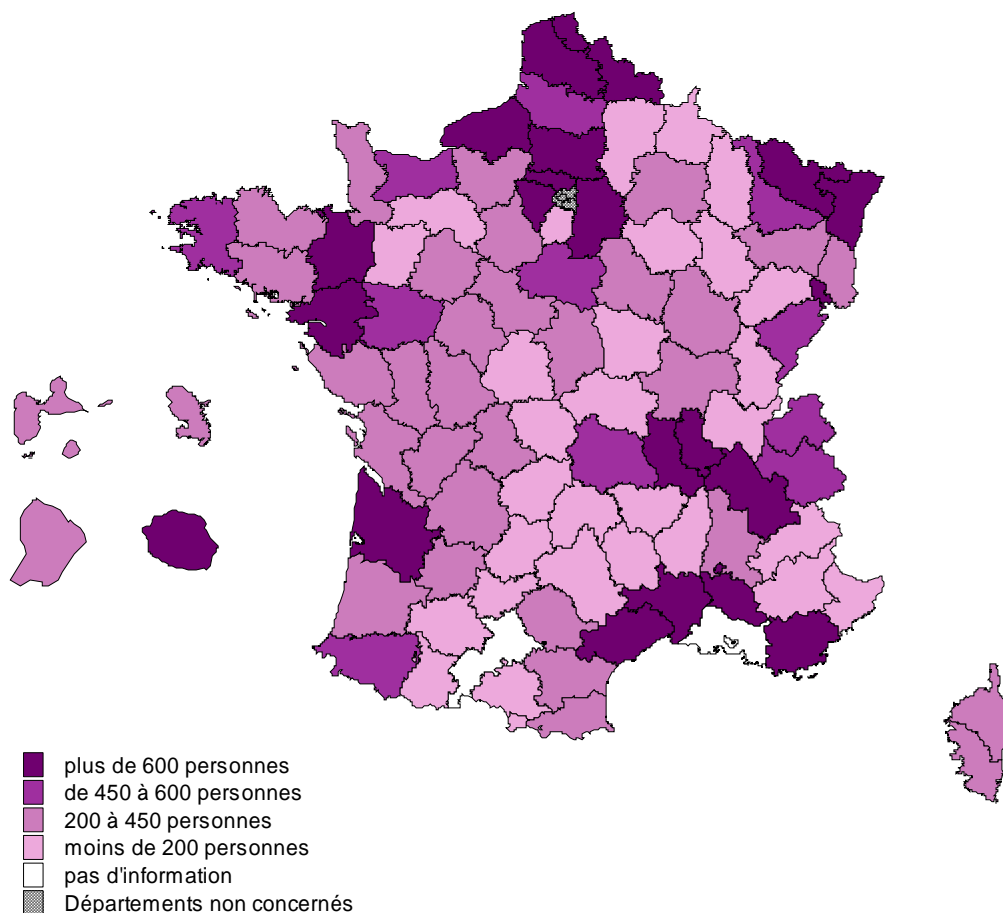 plus de 600 personnes
de 450 à 600 personnes
200 à 450 personnes
moins de 200 personnes
pas d'information
Départements non concernés